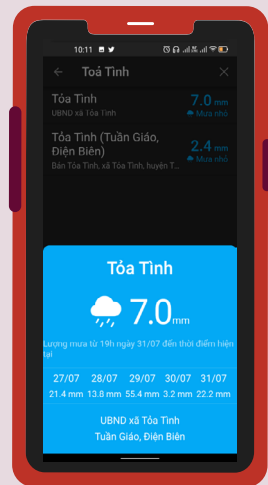 10:11
Toả Tình
Tỏa Tình
7.0 mm
UBND xã Tỏa Tình
Mưa nhỏ
Tỏa Tình (Tuần Giáo,
Điện Biên)
2.4 mm
Mưa nhỏ
Bản Tỏa Tình, xã Tỏa Tình, huyện T...
Tỏa Tình
7.0mm
Lượng mưa từ 19h ngày 31/07 đến thời điểm hiện
tại
27/07 28/07 29/07 30/07 31/07
21.4 mm 13.8 mm 55.4 mm 3.2 mm 22.2 mm
UBND xã Tỏa Tình
Tuần Giáo, Điện Biên